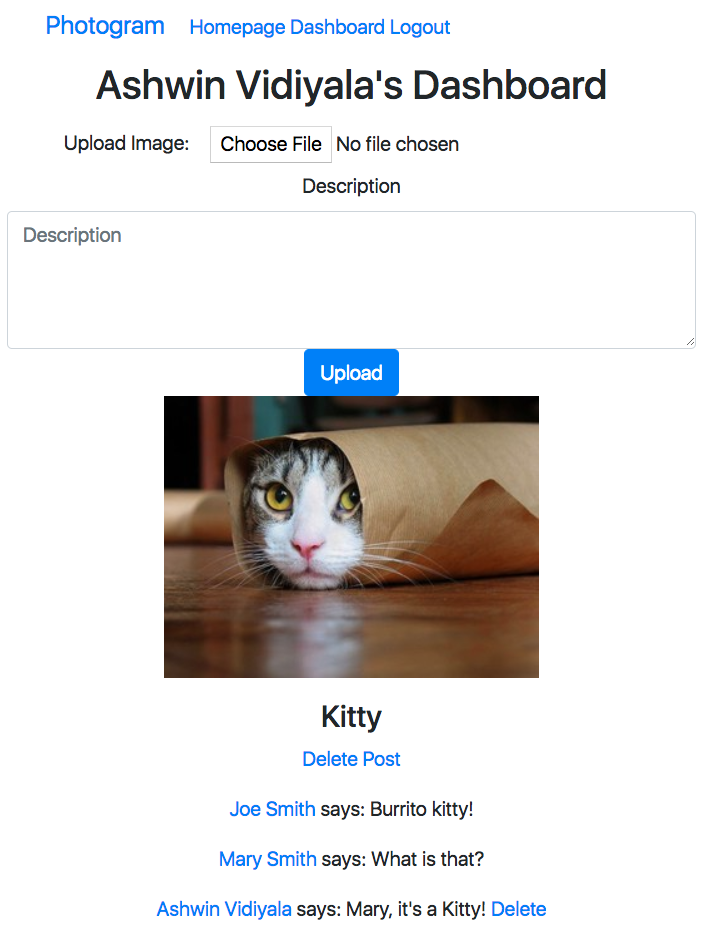 Photogram Homepage Dashboard Logout
Ashwin Vidiyala's Dashboard
Upload Image: Choose File No file chosen
Description
Description
Upload
Kitty
Delete Post
Joe Smith says: Burrito kitty!
Mary Smith says: What is that?
Ashwin Vidiyala says: Mary, it's a Kitty! Delete